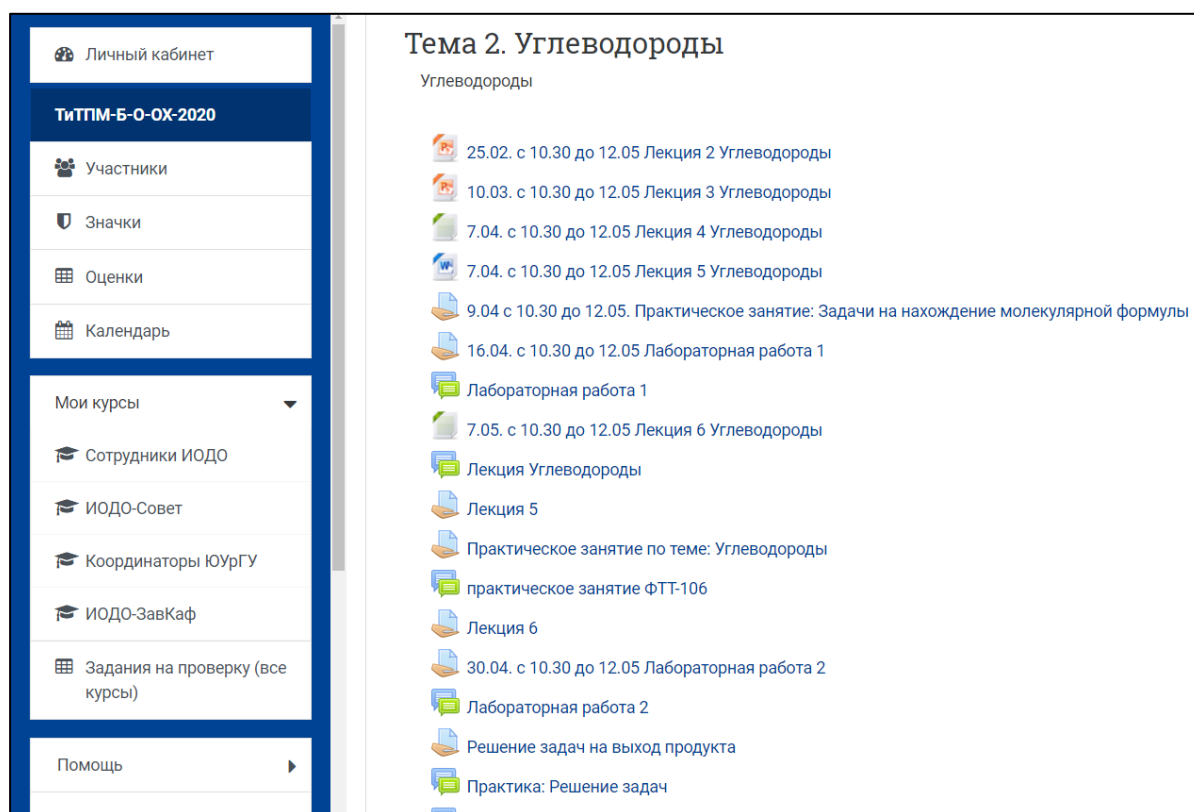 Личный кабинет
ТиТПМ-Б-О-ОХ-2020
Участники
Значки
Оценки
Календарь
Мои курсы
Сотрудники ИОДО
ИОДО-Совет
Координаторы ЮУрГУ
ИОДО-ЗавКаф
Задания на проверку (все
курсы)
Помощь
Тема 2. Углеводороды
Углеводороды
25.02. с 10.30 до 12.05 Лекция 2 Углеводороды
10.03. с 10.30 до 12.05 Лекция 3 Углеводороды
7.04. с 10.30 до 12.05 Лекция 4 Углеводороды
7.04. с 10.30 до 12.05 Лекция 5 Углеводороды
9.04 с 10.30 до 12.05. Практическое занятие: Задачи на нахождение молекулярной формулы
16.04. с 10.30 до 12.05 Лабораторная работа 1
Лабораторная работа 1
7.05. с 10.30 до 12.05 Лекция 6 Углеводороды
Лекция Углеводороды
Лекция 5
Практическое занятие по теме: Углеводороды
практическое занятие ФТТ-106
Лекция 6
30.04. с 10.30 до 12.05 Лабораторная работа 2
Лабораторная работа 2
Решение задач на выход продукта
Практика: Решение задач